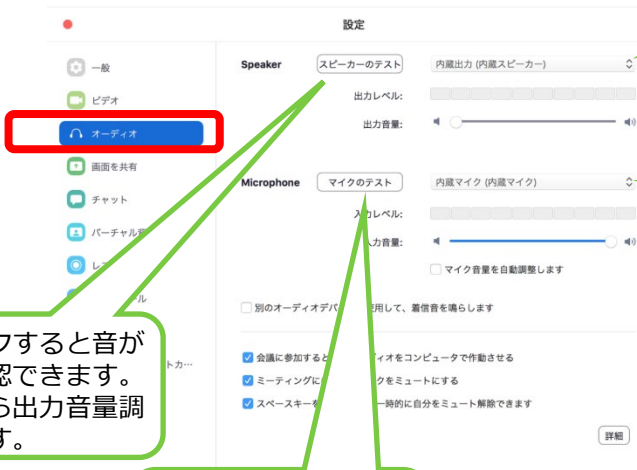 設定
一般
ビデオ
オーディオ
画面を共有
チャット
バーチャル
レ
ル
トカ…
Speaker
スピーカーのテスト
内蔵出力 (内蔵スピーカー)
出力レベル:
出力音量:
Microphone
マイクのテスト
内蔵マイク (内蔵マイク)
入力レベル:
入力音量:
マイク音量を自動調整します
別のオーディオデバ 使用して、着信音を鳴らします
会議に参加すると ディオをコンピュータで作動させる
ミーティングに クをミュートにする
スペースキーを 一時的に自分をミュート解除できます
詳細
フすると音が
認できます。
ら出力音量調
す。